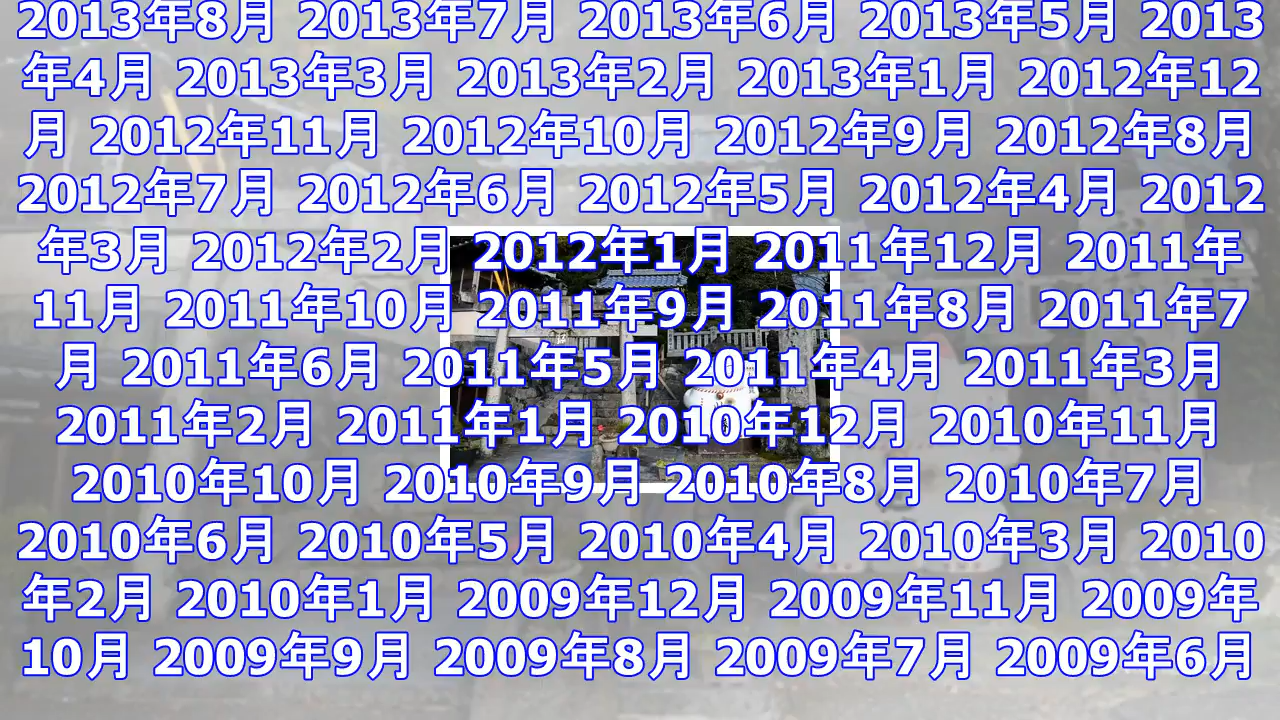 2013年8月 2013年7月 2013年6月 2013年5月 2013
年4月 2013年3月 2013年2月 2013年1月 2012年12
月 2012年11月 2012年10月 2012年9月 2012年8月
2012年7月 2012年6月 2012年5月 2012年4月 2012
年3月 2012年2月 2012年1月 2011年12月 2011年
11月 2011年10月 2011年9月 2011年8月 2011年7
月 2011年6月 2011年5月 2011年4月 2011年3月
2011年2月 2011年1月 2010年12月 2010年11月
2010年10月 2010年9月 2010年8月 2010年7月
2010年6月 2010年5月 2010年4月 2010年3月 2010
年2月 2010年1月 2009年12月 2009年11月 2009年
10月 2009年9月 2009年8月 2009年7月 2009年6月